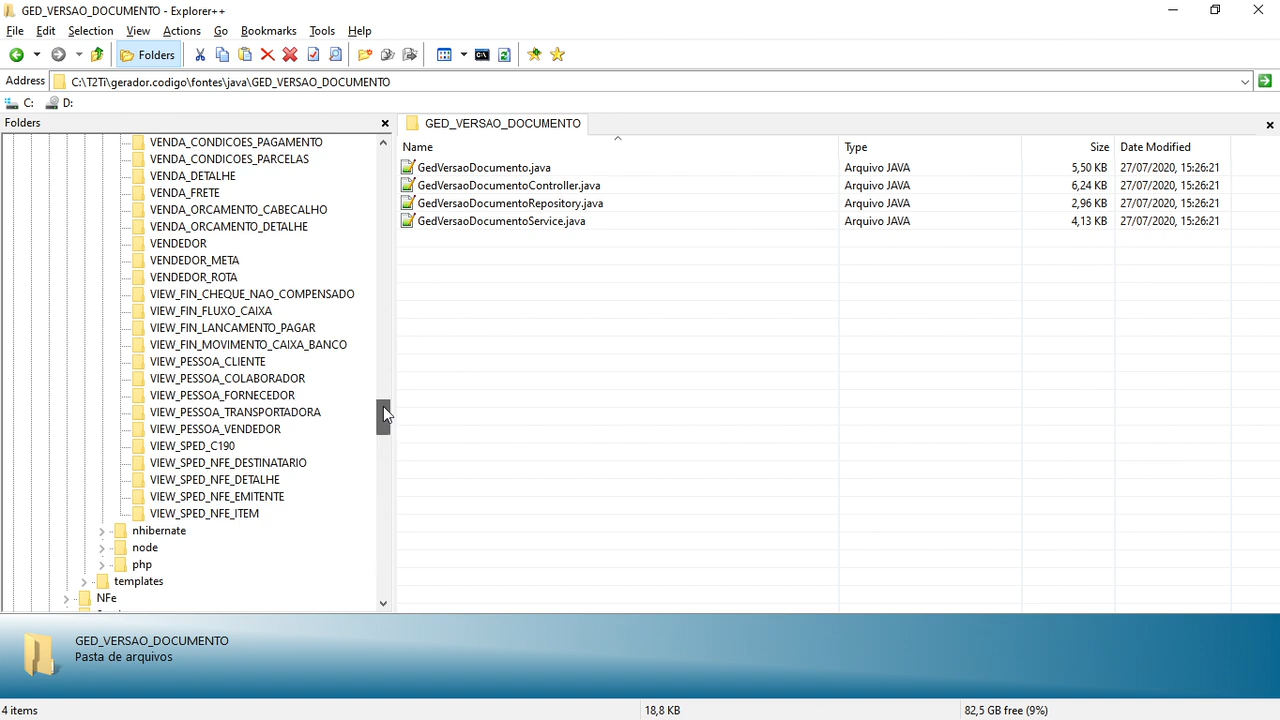 GED_VERSAO_DOCUMENTO - Explorer++
File Edit Selection View Actions Go Bookmarks Tools Help
Folders
Address C:\T2Ti\gerador.codigo\fontes\java\GED_VERSAO_DOCUMENTO
C: D:
Folders
GED_VERSAO_DOCUMENTO
Name Type Size Date Modified
GedVersaoDocumento.java Arquivo JAVA 5,50 KB 27/07/2020, 15:26:21
GedVersaoDocumentoController.java Arquivo JAVA 6,24 KB 27/07/2020, 15:26:21
GedVersaoDocumentoRepository.java Arquivo JAVA 2,96 KB 27/07/2020, 15:26:21
GedVersaoDocumentoService.java Arquivo JAVA 4,13 KB 27/07/2020, 15:26:21
VENDA_CONDICOES_PAGAMENTO
VENDA_CONDICOES_PARCELAS
VENDA_DETALHE
VENDA_FRETE
VENDA_ORCAMENTO_CABECALHO
VENDA_ORCAMENTO_DETALHE
VENDEDOR
VENDEDOR_META
VENDEDOR_ROTA
VIEW_FIN_CHEQUE_NAO_COMPENSADO
VIEW_FIN_FLUXO_CAIXA
VIEW_FIN_LANCAMENTO_PAGAR
VIEW_FIN_MOVIMENTO_CAIXA_BANCO
VIEW_PESSOA_CLIENTE
VIEW_PESSOA_COLABORADOR
VIEW_PESSOA_FORNECEDOR
VIEW_PESSOA_TRANSPORTADORA
VIEW_PESSOA_VENDEDOR
VIEW_SPED_C190
VIEW_SPED_NFE_DESTINATARIO
VIEW_SPED_NFE_DETALHE
VIEW_SPED_NFE_EMITENTE
VIEW_SPED_NFE_ITEM
nhibernate
node
php
templates
NFe
GED_VERSAO_DOCUMENTO
Pasta de arquivos
4 items 18,8 KB 82,5 GB free (9%)